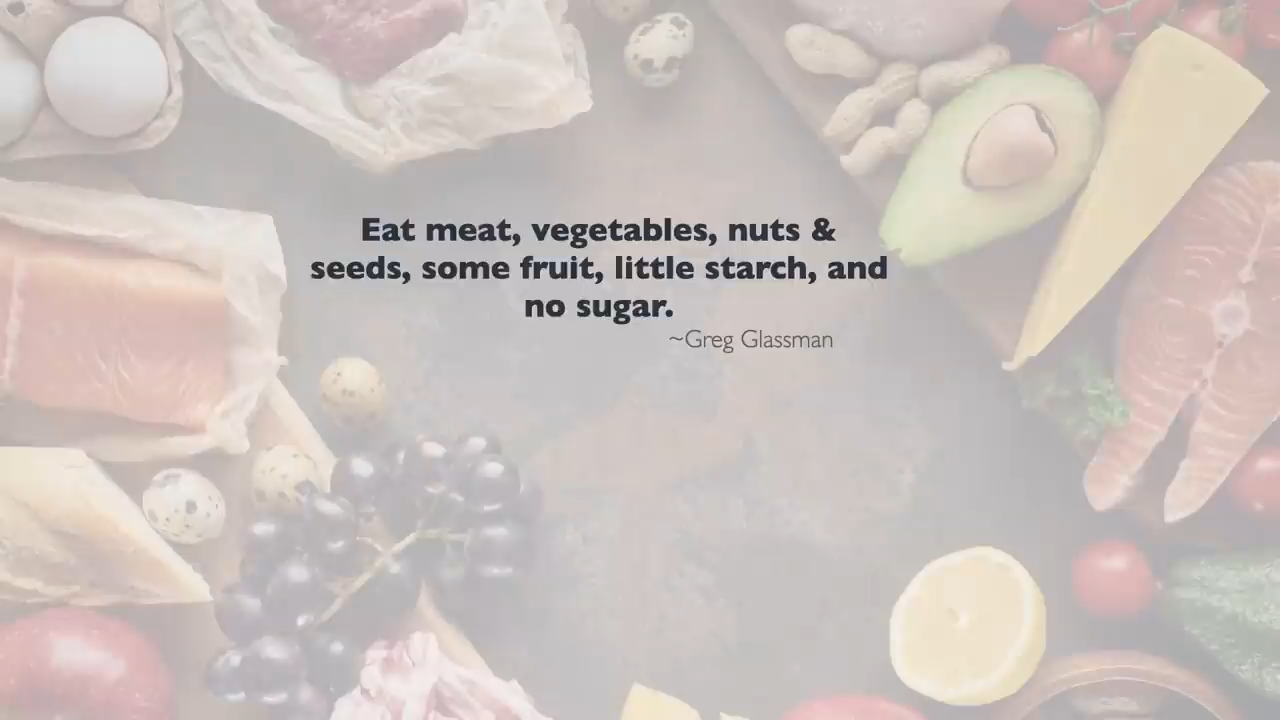 Eat meat, vegetables, nuts &
seeds, some fruit, little starch, and
no sugar.
~Greg Glassman